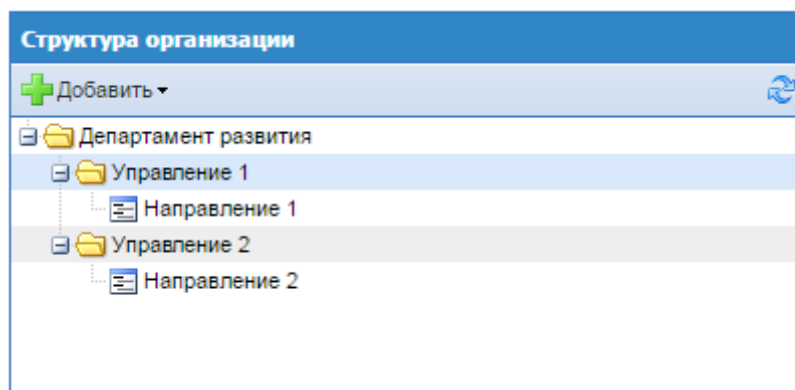 Структура организации
Добавить
Департамент развития
Управление 1
Направление 1
Управление 2
Направление 2